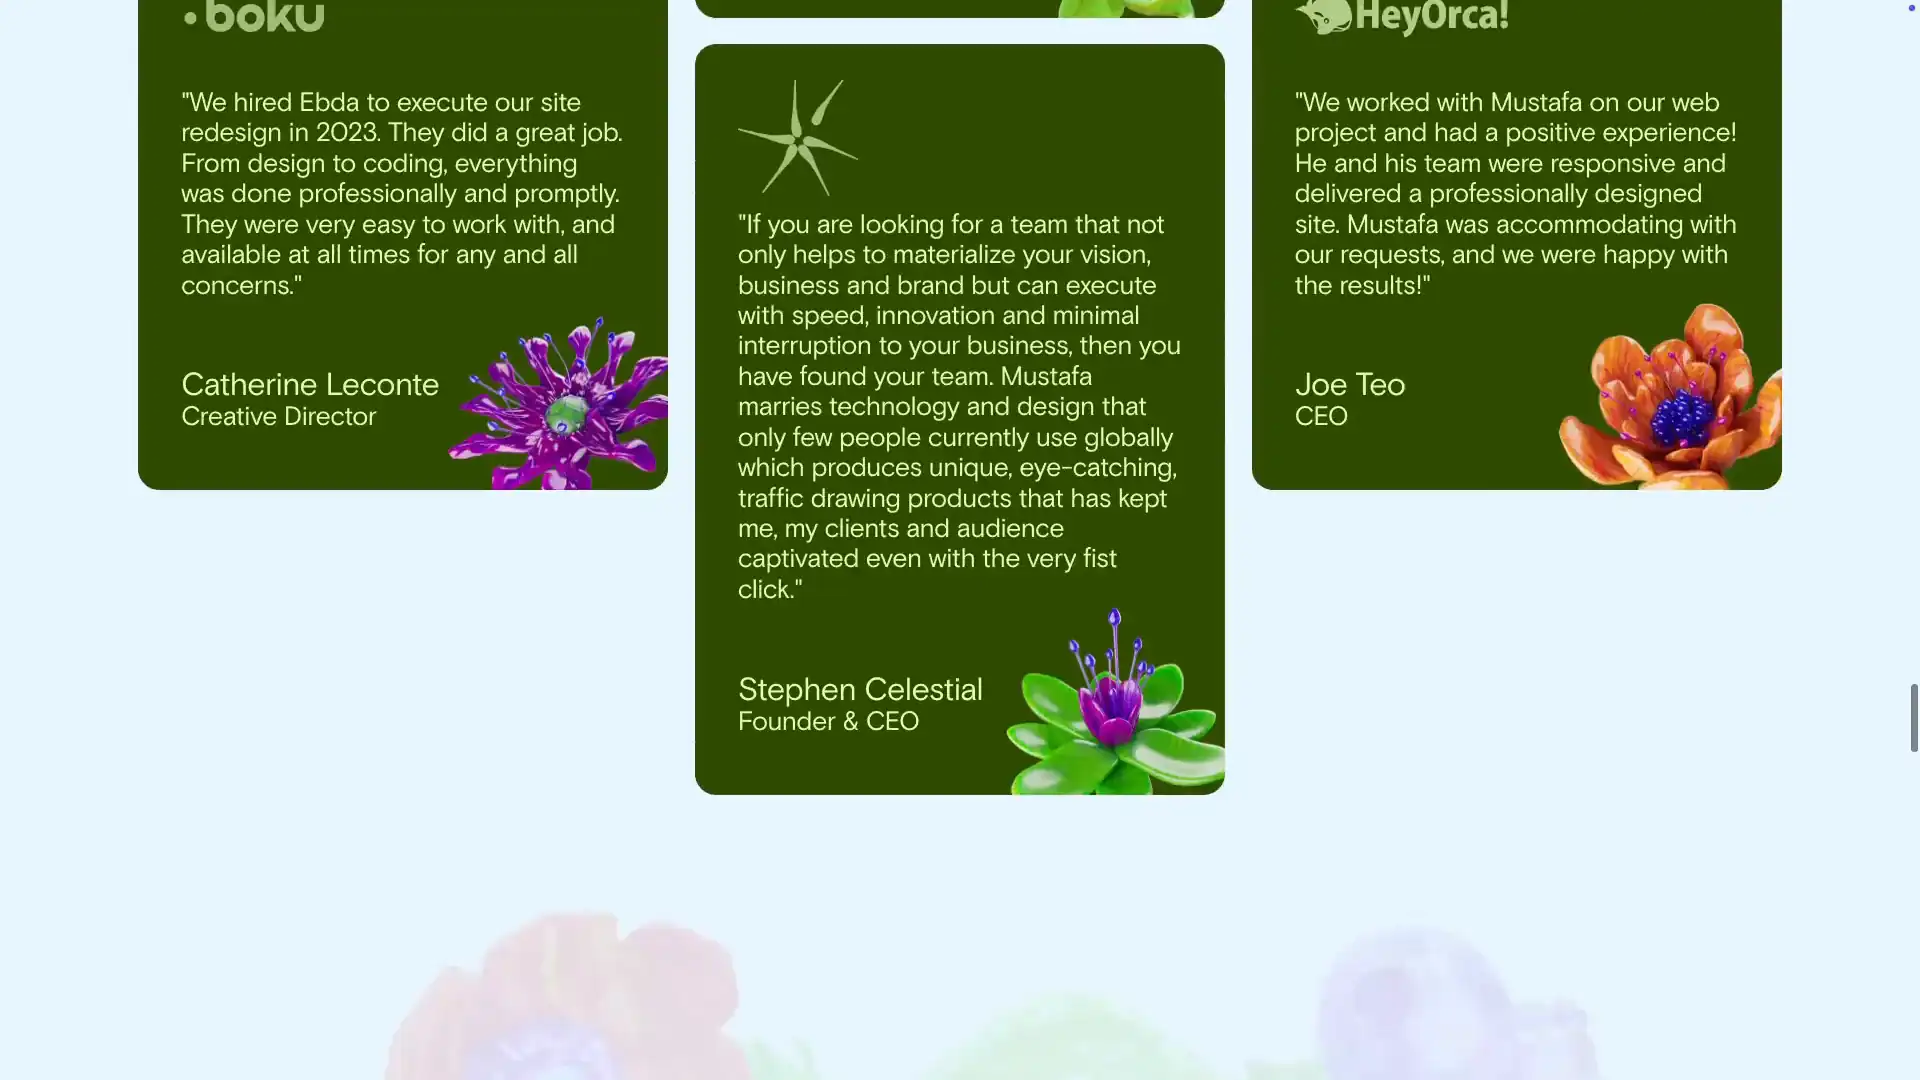 boku
"We hired Ebda to execute our site
redesign in 2023. They did a great job.
From design to coding, everything
was done professionally and promptly.
They were very easy to work with, and
available at all times for any and all
concerns."
Catherine Leconte
Creative Director
"If you are looking for a team that not
only helps to materialize your vision,
business and brand but can execute
with speed, innovation and minimal
interruption to your business, then you
have found your team. Mustafa
marries technology and design that
only few people currently use globally
which produces unique, eye-catching,
traffic drawing products that has kept
me, my clients and audience
captivated even with the very fist
click."
Stephen Celestial
Founder & CEO
HeyOrca!
"We worked with Mustafa on our web
project and had a positive experience!
He and his team were responsive and
delivered a professionally designed
site. Mustafa was accommodating with
our requests, and we were happy with
the results!"
Joe Teo
CEO